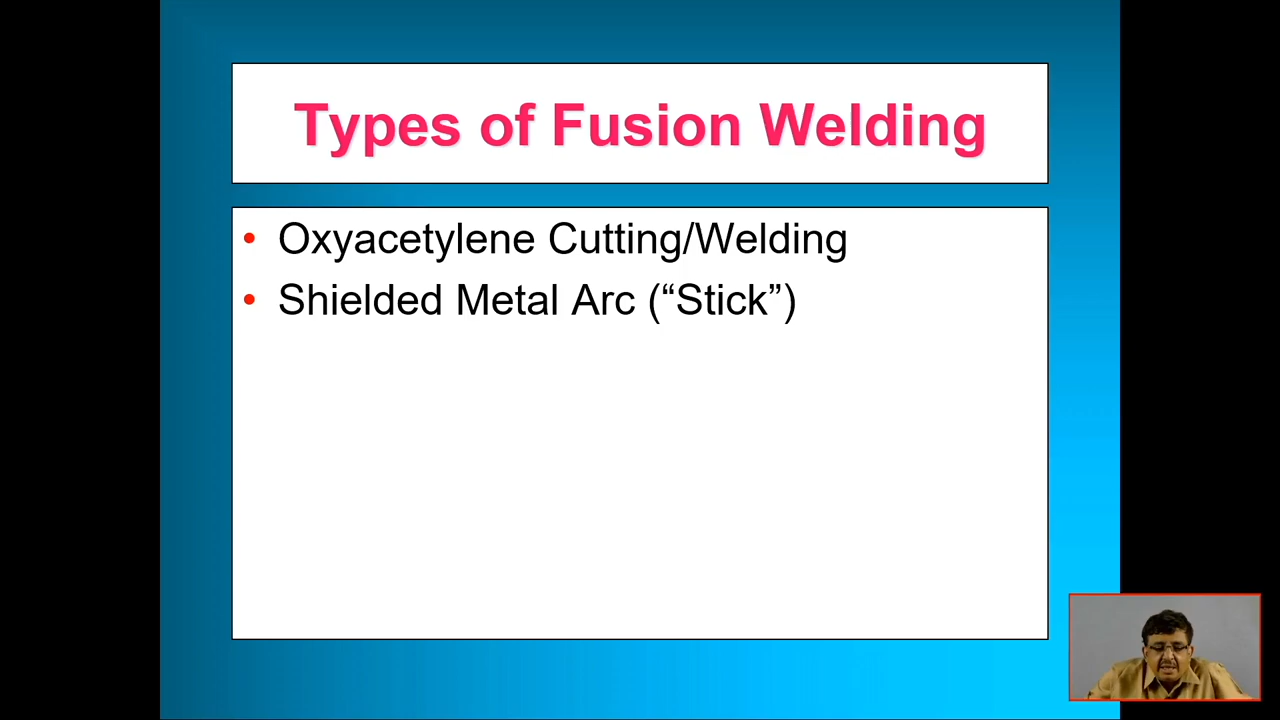 Types of Fusion Welding
• Oxyacetylene Cutting/Welding
• Shielded Metal Arc (“Stick”)